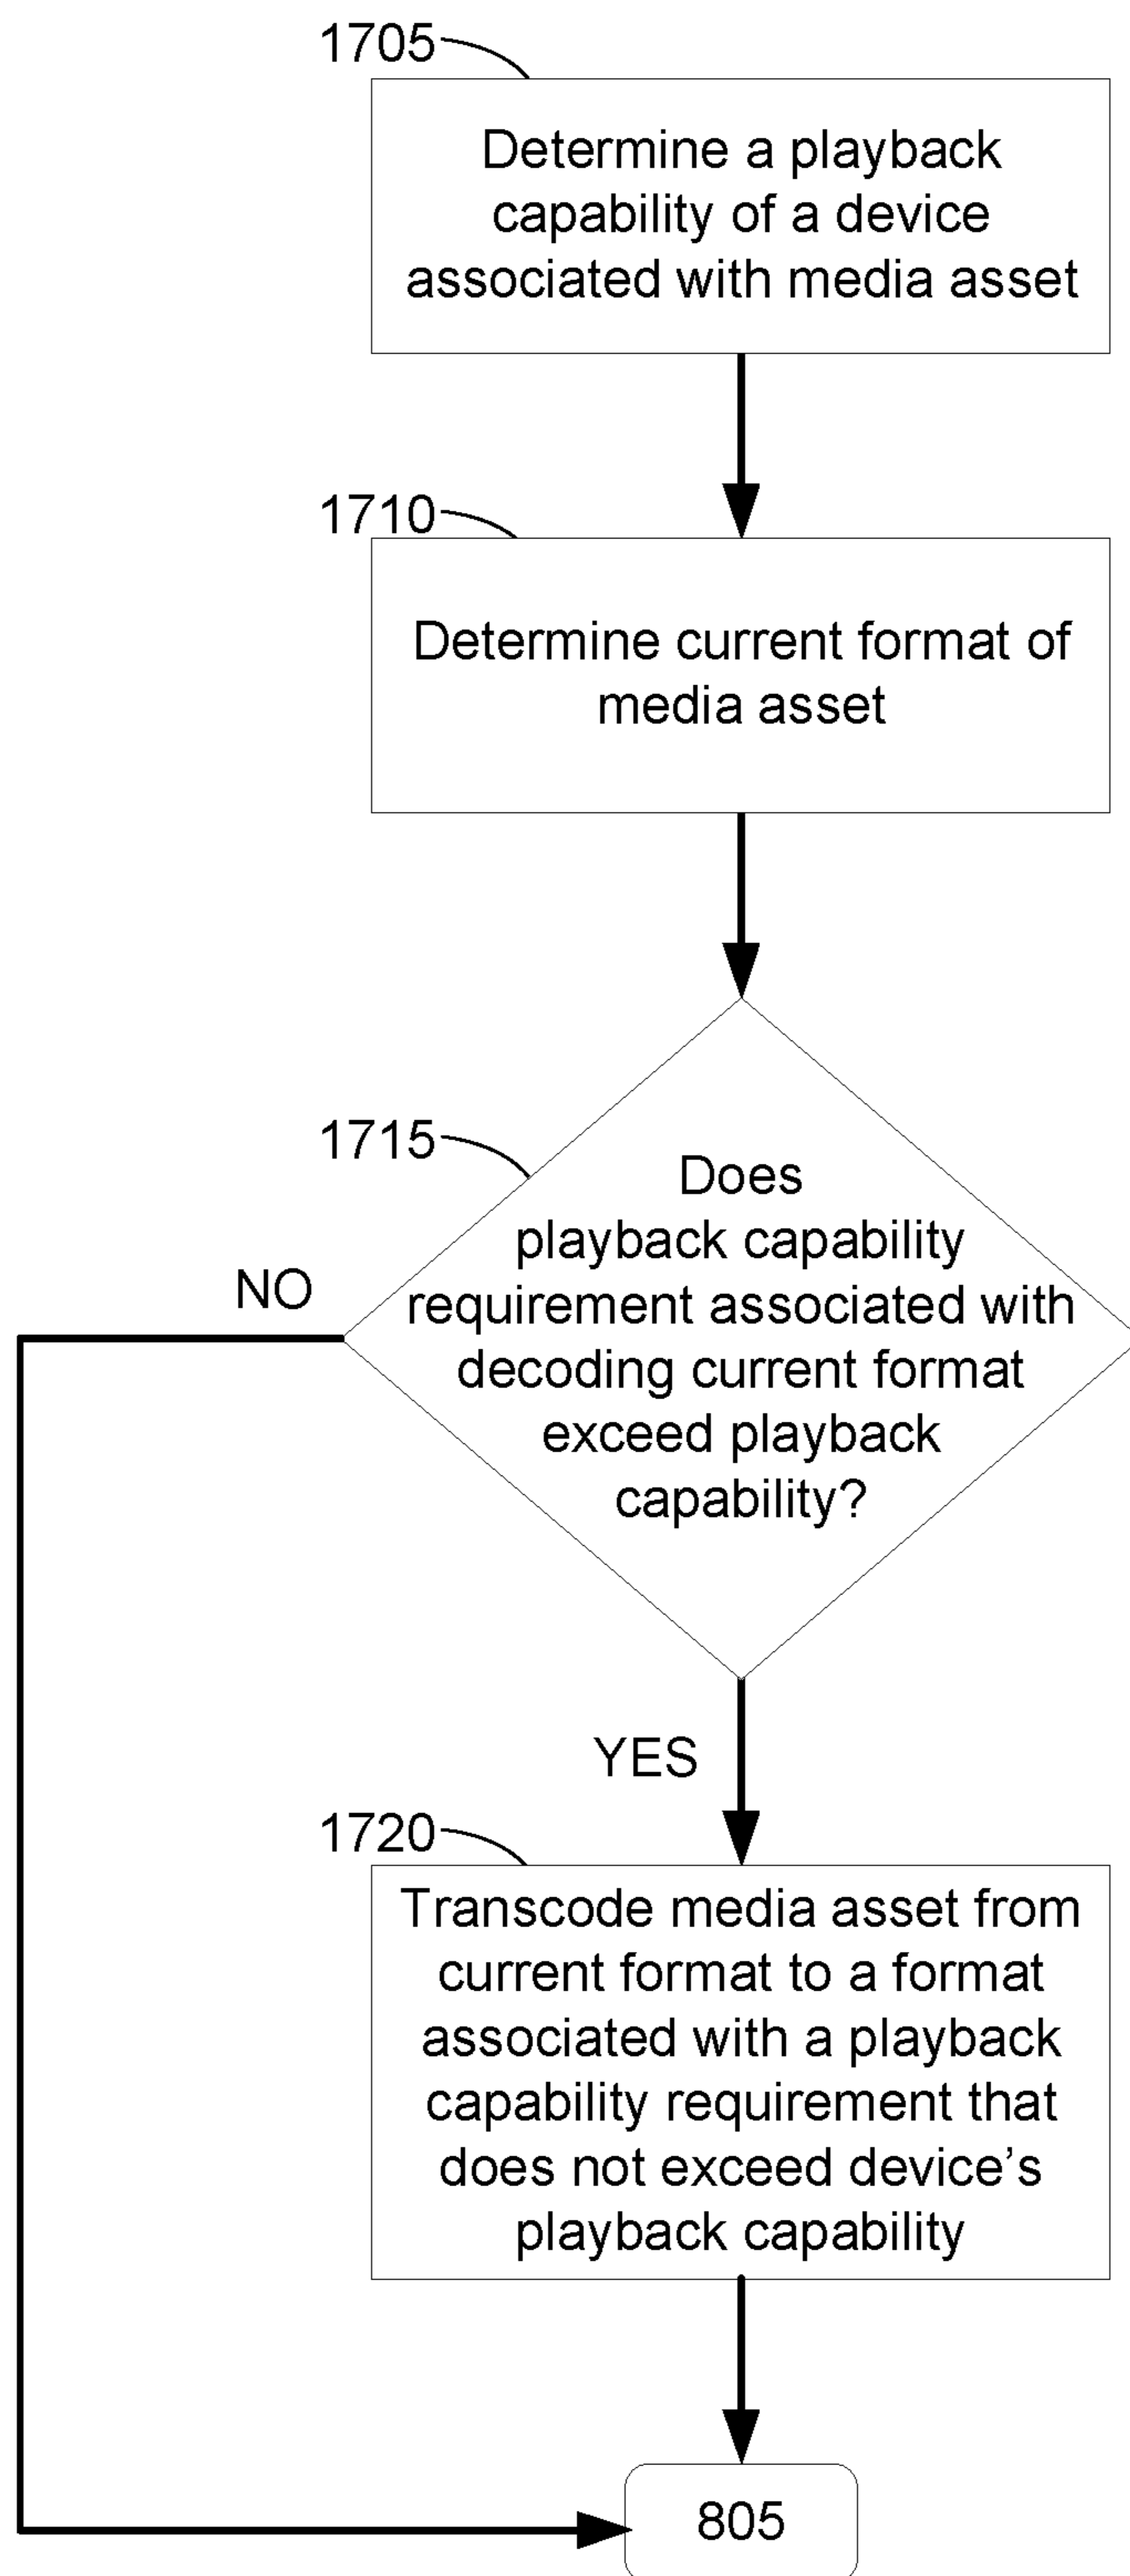 1705
Determine a playback
capability of a device
associated with media asset
1710
Determine current format of
media asset
1715
Does
playback capability
requirement associated with
decoding current format
exceed playback
capability?
NO
YES
1720
Transcode media asset from
current format to a format
associated with a playback
capability requirement that
does not exceed device’s
playback capability
805